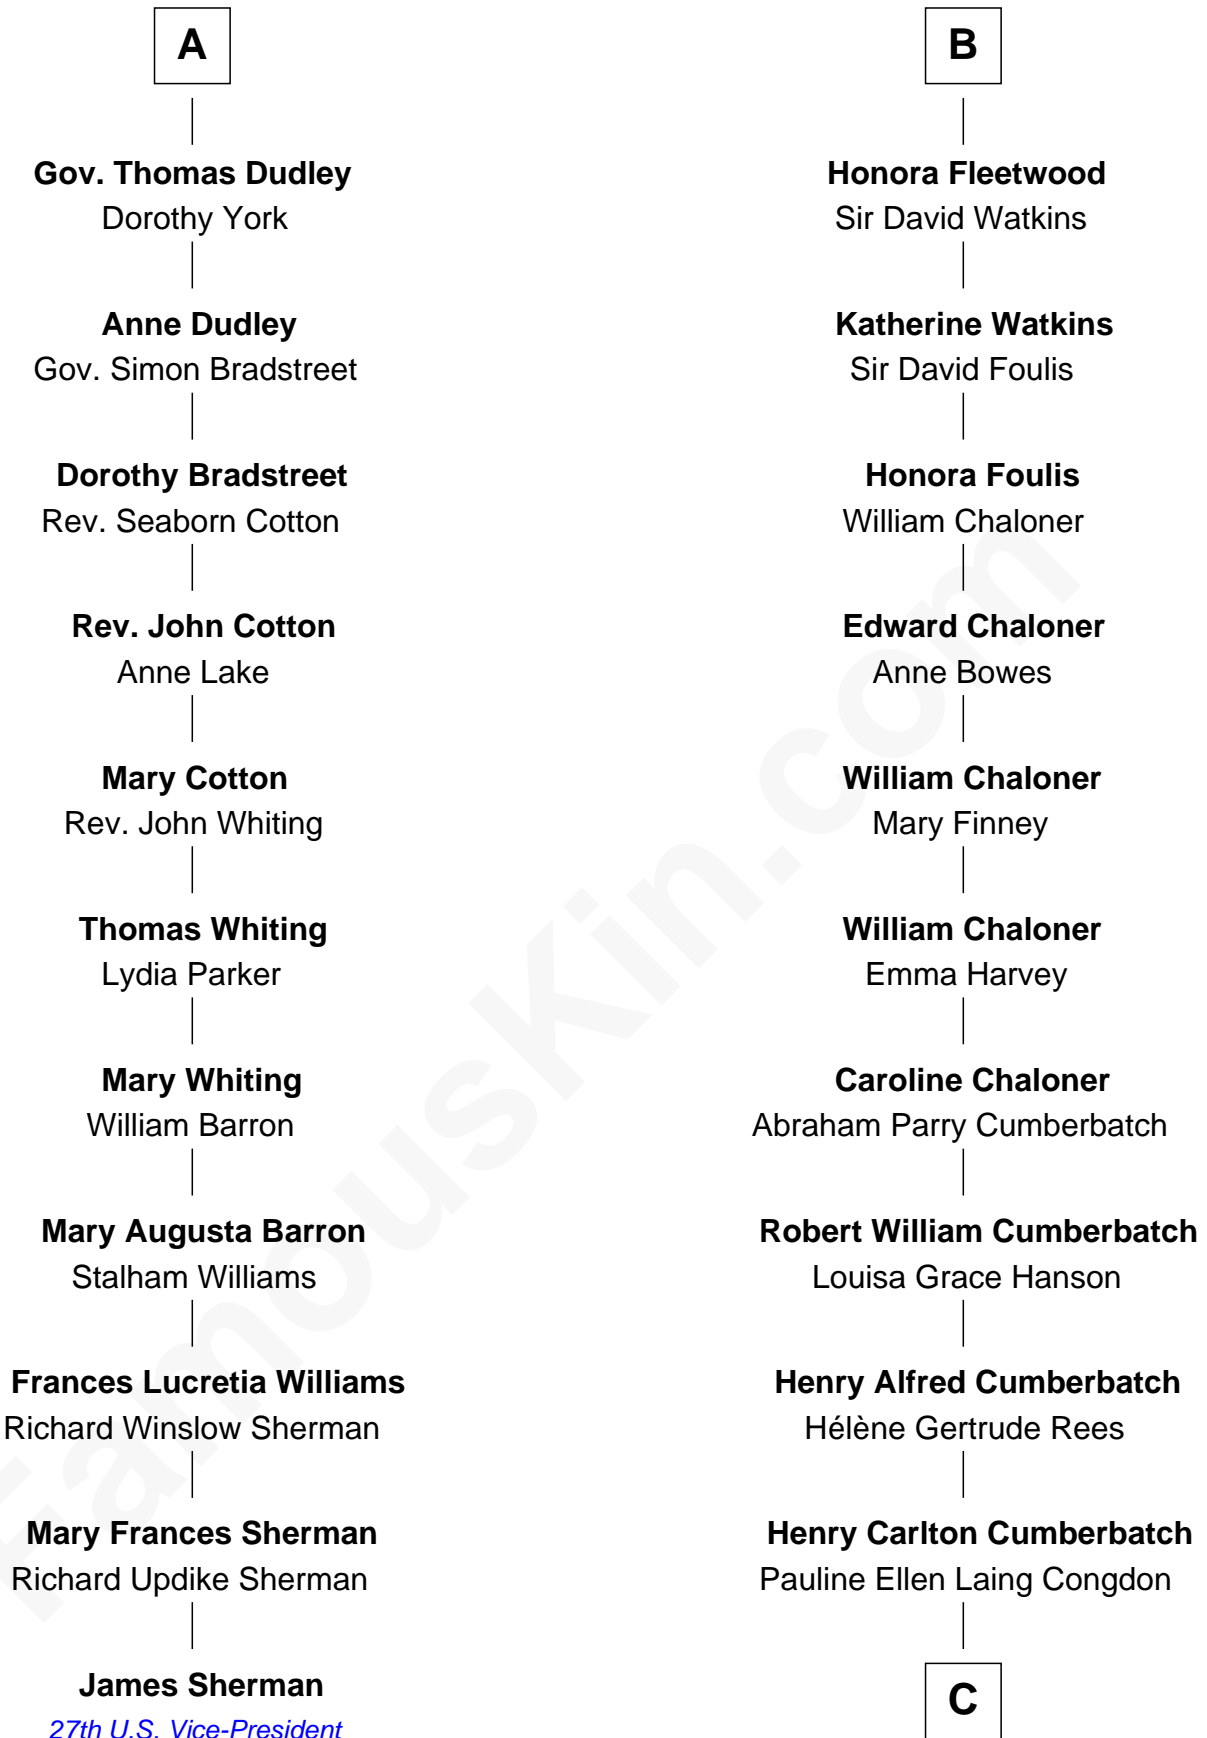 A
Gov. Thomas Dudley
Dorothy York
Anne Dudley
Gov. Simon Bradstreet
Dorothy Bradstreet
Rev. Seaborn Cotton
Rev. John Cotton
Anne Lake
Mary Cotton
Rev. John Whiting
Thomas Whiting
Lydia Parker
Mary Whiting
William Barron
Mary Augusta Barron
Stalham Williams
Frances Lucretia Williams
Richard Winslow Sherman
Mary Frances Sherman
Richard Updike Sherman
James Sherman
27th U.S. Vice-President
B
Honora Fleetwood
Sir David Watkins
Katherine Watkins
Sir David Foulis
Honora Foulis
William Chaloner
Edward Chaloner
Anne Bowes
William Chaloner
Mary Finney
William Chaloner
Emma Harvey
Caroline Chaloner
Abraham Parry Cumberbatch
Robert William Cumberbatch
Louisa Grace Hanson
Henry Alfred Cumberbatch
Hélène Gertrude Rees
Henry Carlton Cumberbatch
Pauline Ellen Laing Congdon
C
FamousKin.com